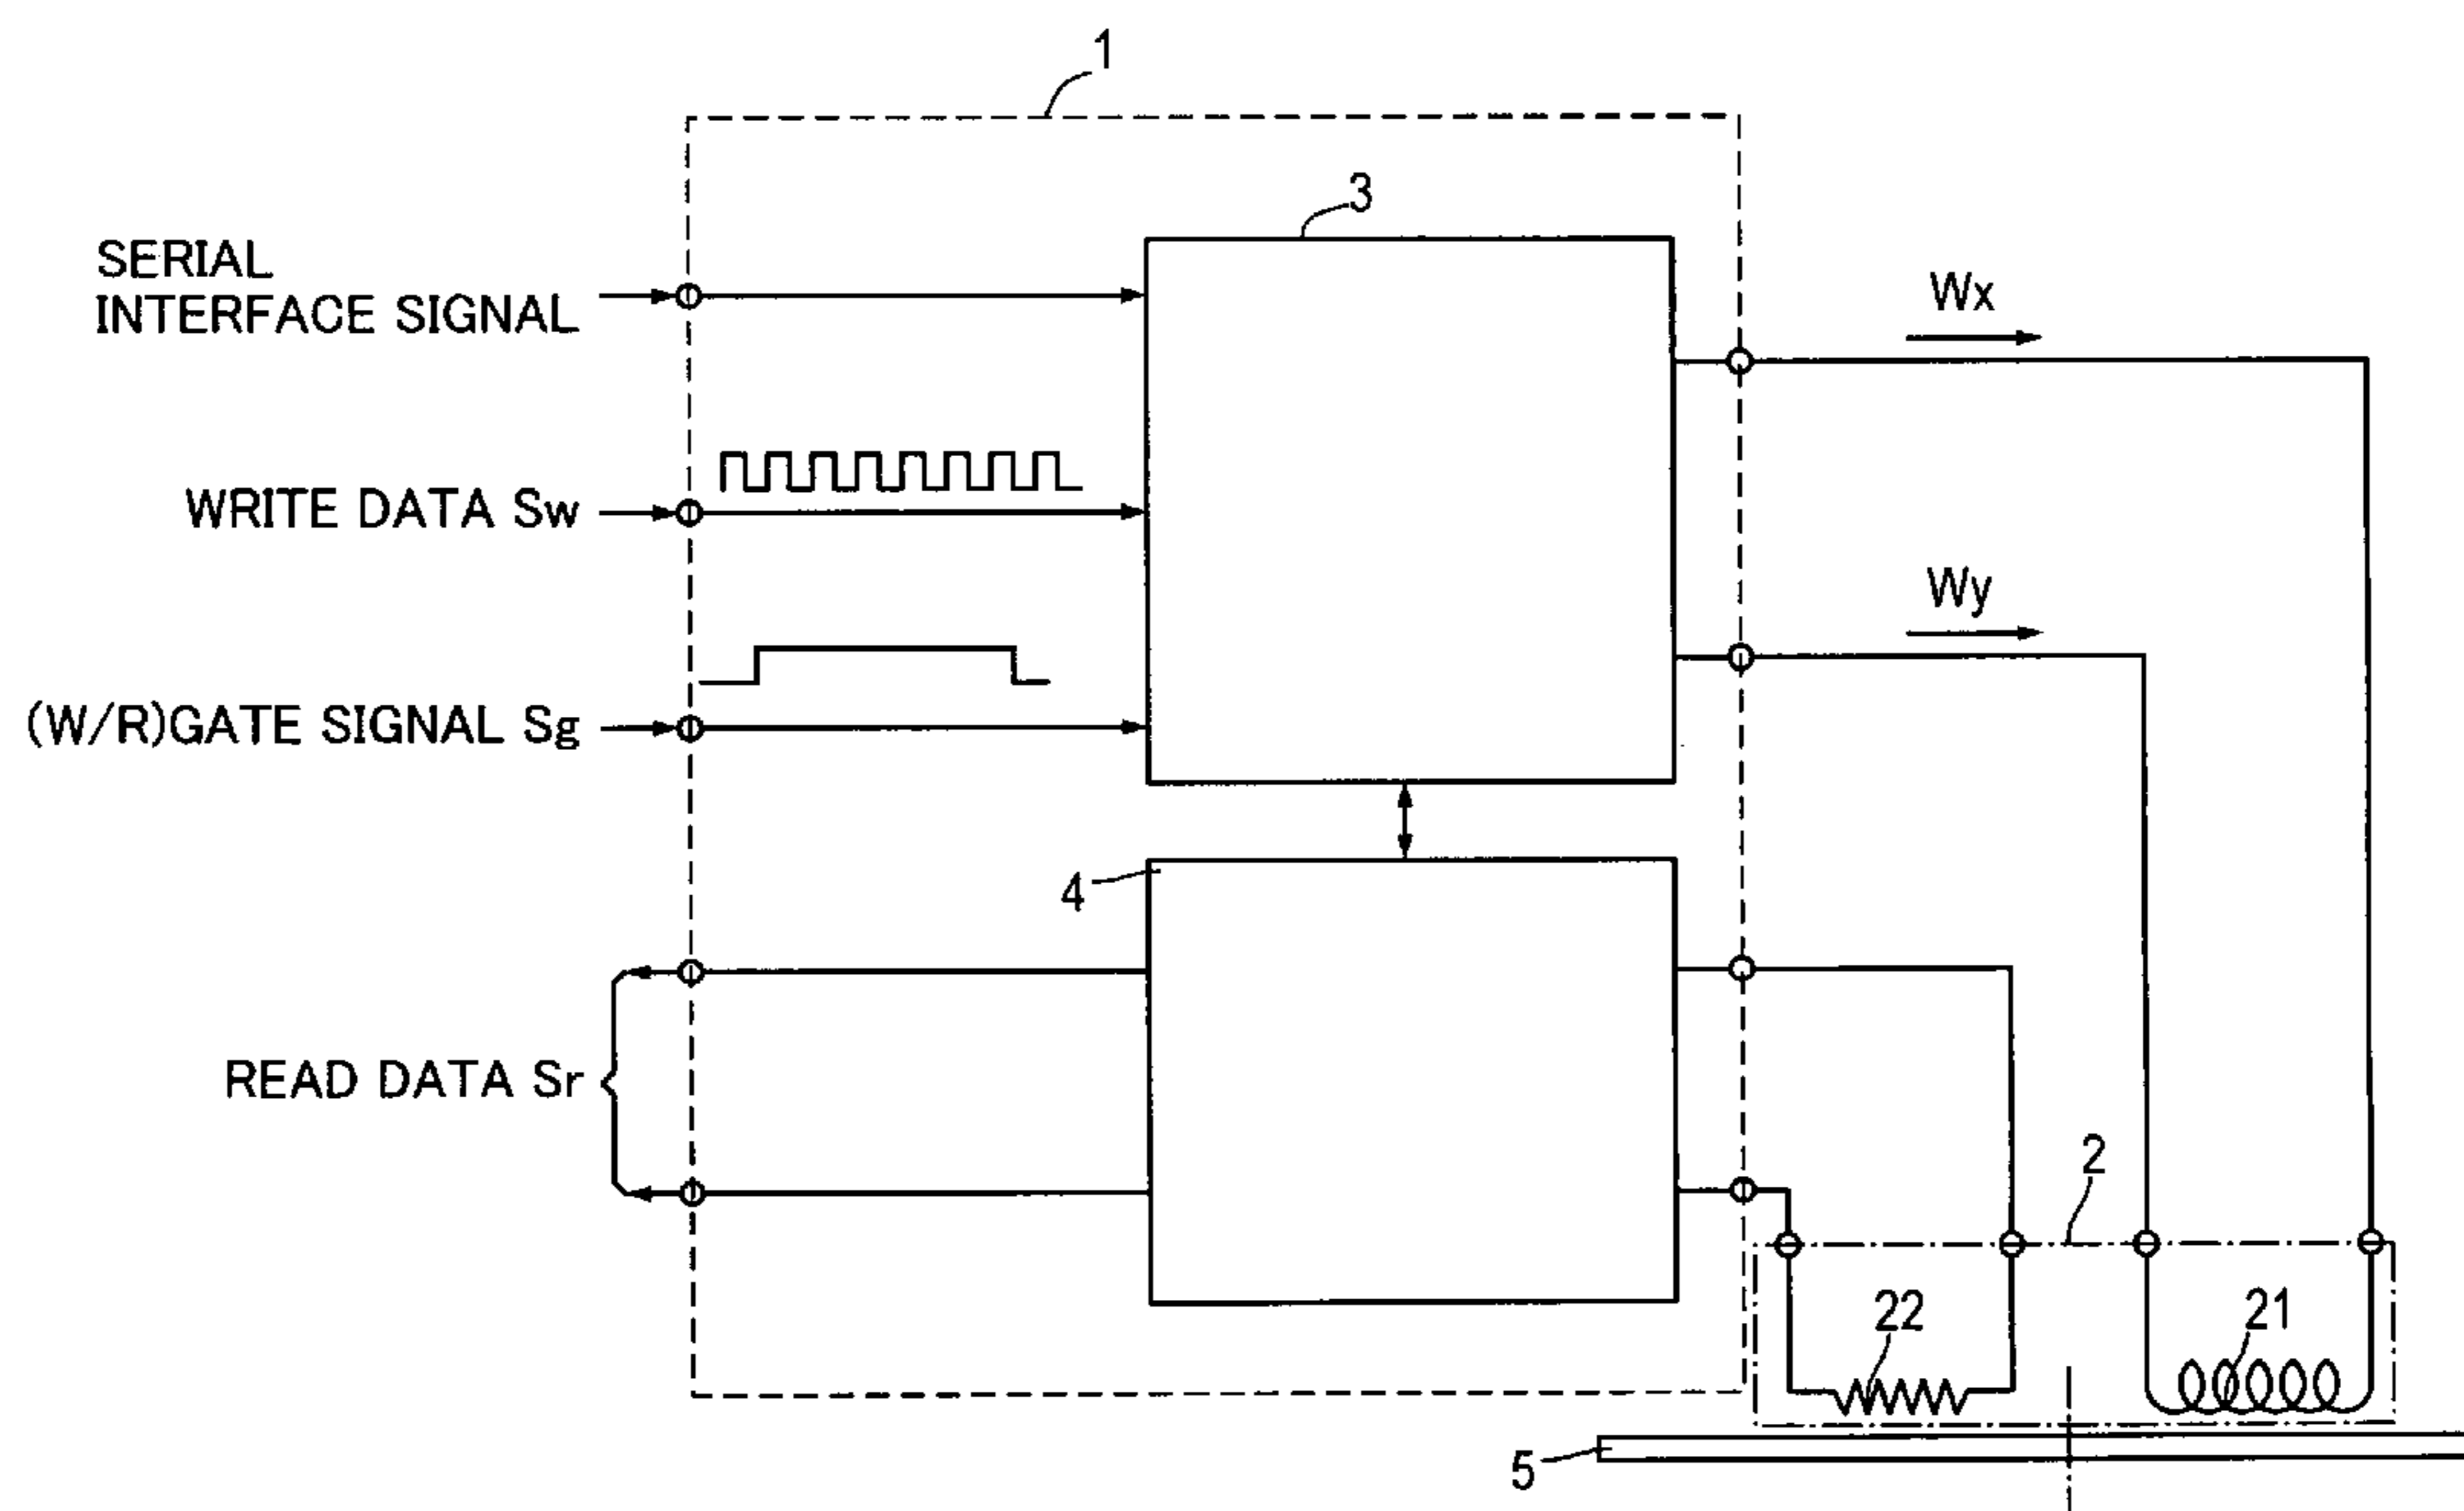 1
3
SERIAL
INTERFACE SIGNAL
Wx
WRITE DATA Sw
Wy
(W/R)GATE SIGNAL Sg
4
READ DATA Sr
2
22
21
5